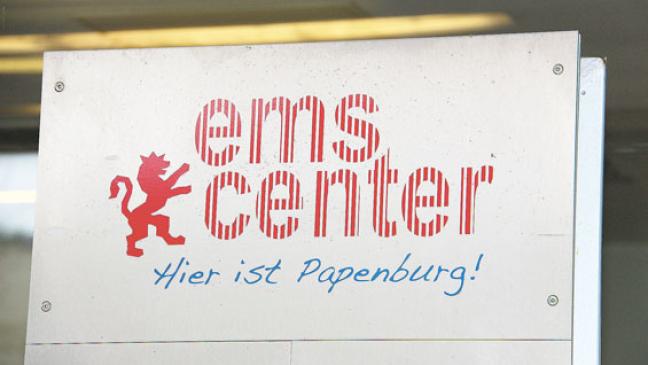 ems
center
Hier ist Papenburg!